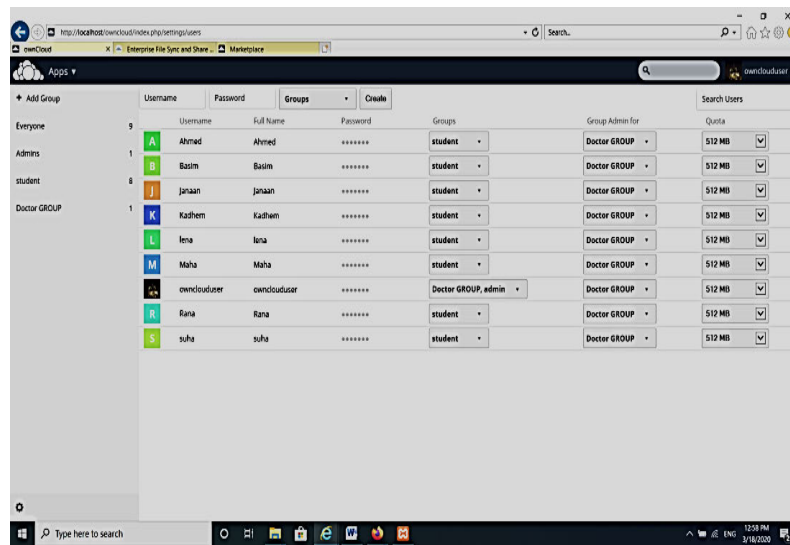 http://localhost/owncloud/index.php/settings/users
Search...
ownCloud
Enterprise File Sync and Share ...
Marketplace
Apps
ownclouduser
+ Add Group
Username
Password
Groups
Create
Search Users
Everyone 9
Admins 1
student 8
Doctor GROUP 1
Username Full Name Password Groups Group Admin for Quota
A Ahmed Ahmed ●●●●●●● student Doctor GROUP 512 MB
B Basim Basim ●●●●●●● student Doctor GROUP 512 MB
J Janaan Janaan ●●●●●●● student Doctor GROUP 512 MB
K Kadhem Kadhem ●●●●●●● student Doctor GROUP 512 MB
L lena lena ●●●●●●● student Doctor GROUP 512 MB
M Maha Maha ●●●●●●● student Doctor GROUP 512 MB
ownclouduser ownclouduser ●●●●●●● Doctor GROUP, admin Doctor GROUP 512 MB
R Rana Rana ●●●●●●● student Doctor GROUP 512 MB
S suha suha ●●●●●●● student Doctor GROUP 512 MB
Type here to search
ENG
12:58 PM
3/18/2020